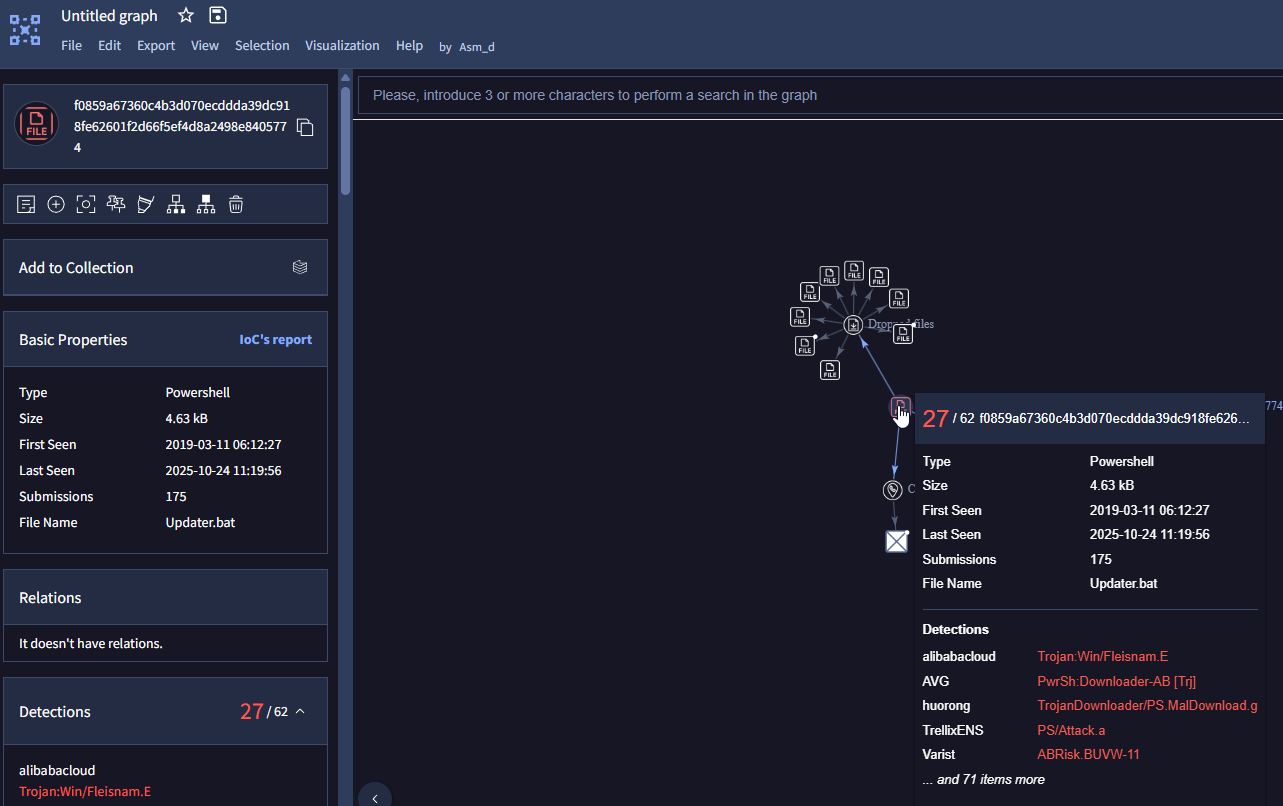 Untitled graph
File Edit Export View Selection Visualization Help by Asm_d
FILE
f0859a67360c4b3d070ecddda39dc91
8fe62601f2d66f5ef4d8a2498e840577
4
Add to Collection
Basic Properties IoC's report
Type Powershell
Size 4.63 kB
First Seen 2019-03-11 06:12:27
Last Seen 2025-10-24 11:19:56
Submissions 175
File Name Updater.bat
Relations
It doesn't have relations.
Detections 27 / 62
alibabacloud
Trojan:Win/Fleisnam.E
Please, introduce 3 or more characters to perform a search in the graph
FILE
FILE
FILE
FILE
FILE
FILE
Dropped files
FILE
FILE
FILE
774
C
27 / 62 f0859a67360c4b3d070ecddda39dc918fe626...
Type Powershell
Size 4.63 kB
First Seen 2019-03-11 06:12:27
Last Seen 2025-10-24 11:19:56
Submissions 175
File Name Updater.bat
Detections
alibabacloud Trojan:Win/Fleisnam.E
AVG PwrSh:Downloader-AB [Trj]
huorong TrojanDownloader/PS.MalDownload.g
TrellixENS PS/Attack.a
Varist ABRisk.BUVW-11
... and 71 items more